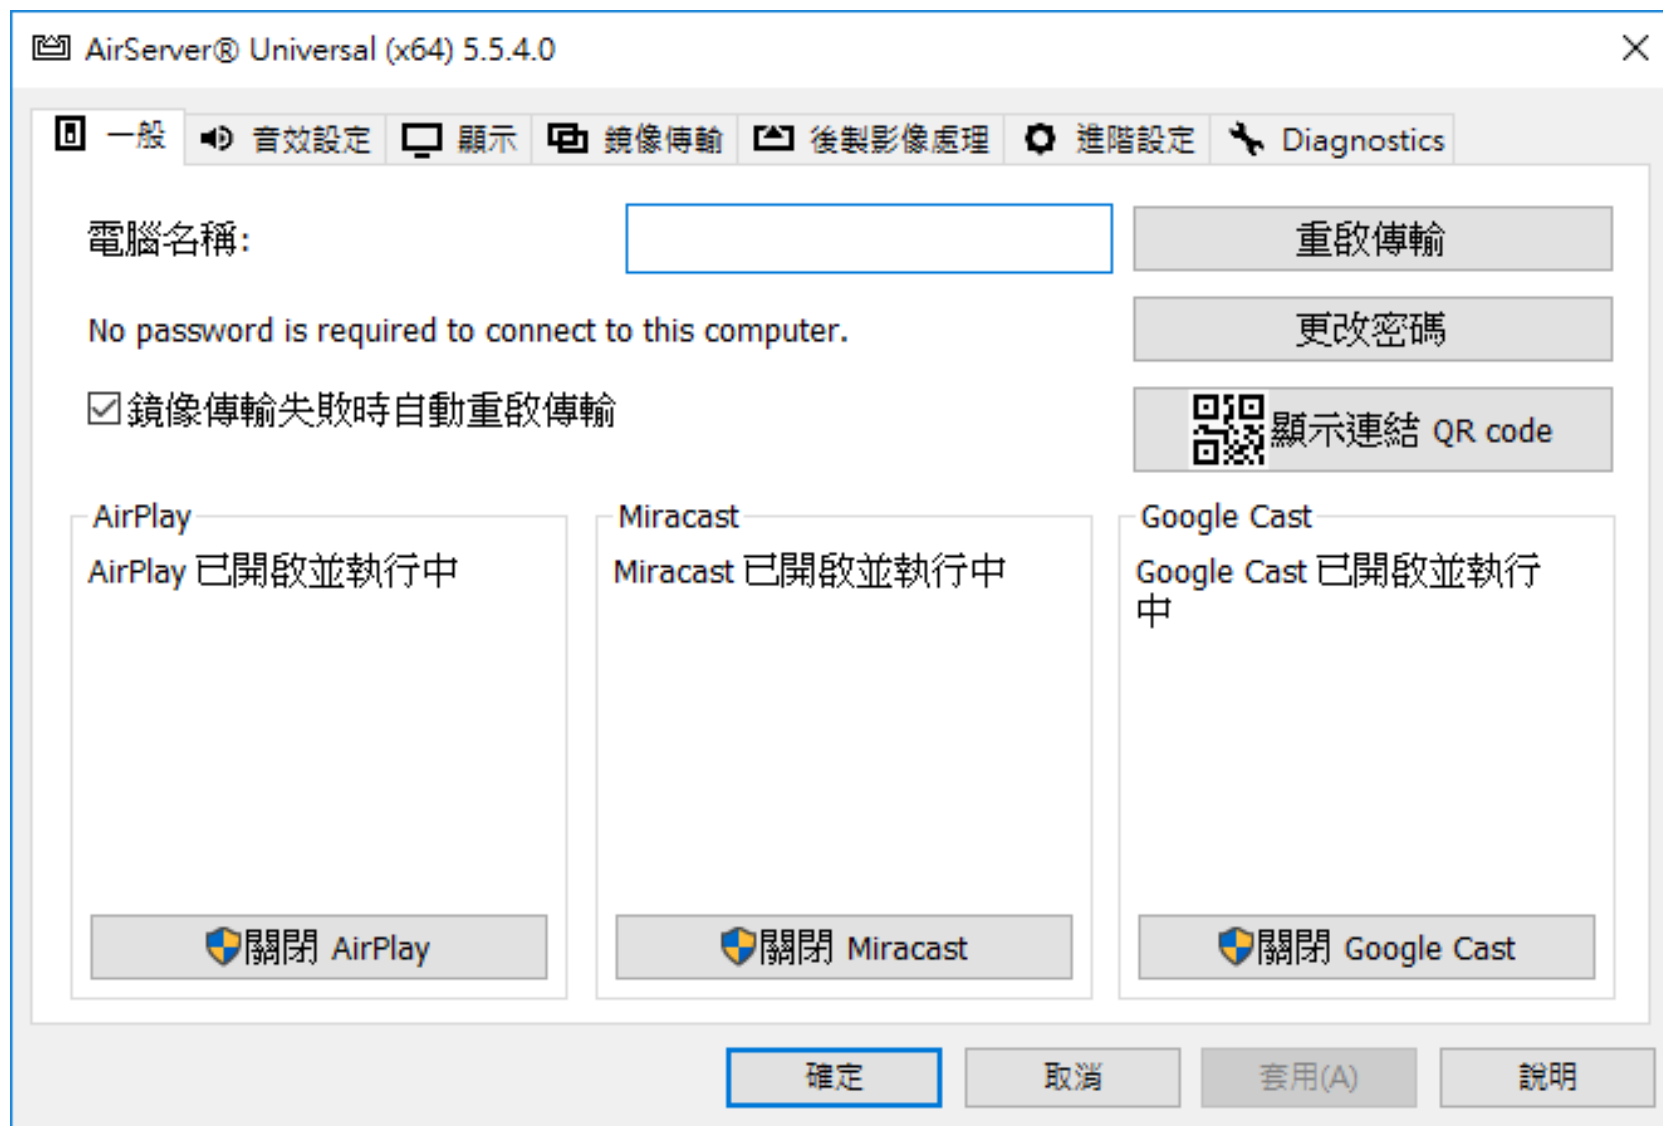 AirServer® Universal (x64) 5.5.4.0
一般 音效設定 顯示 鏡像傳輸 後製影像處理 進階設定 Diagnostics
電腦名稱: 重啟傳輸
No password is required to connect to this computer. 更改密碼
鏡像傳輸失敗時自動重啟傳輸 顯示連結 QR code
AirPlay Miracast Google Cast
AirPlay 已開啟並執行中 Miracast 已開啟並執行中 Google Cast 已開啟並執行
中
關閉 AirPlay 關閉 Miracast 關閉 Google Cast
確定 取消 套用(A) 說明